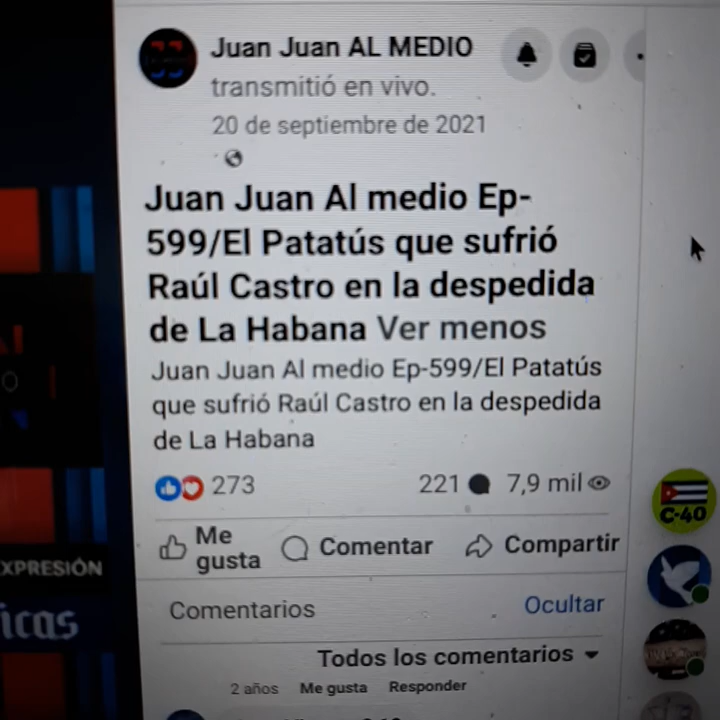 Juan Juan AL MEDIO
transmitió en vivo.
20 de septiembre de 2021
Juan Juan Al medio Ep-
599/El Patatús que sufrió
Raúl Castro en la despedida
de La Habana Ver menos
Juan Juan Al medio Ep-599/El Patatús
que sufrió Raúl Castro en la despedida
de La Habana
273
221
7,9 mil
Me
gusta
Comentar
Compartir
Comentarios
Ocultar
Todos los comentarios
2 años Me gusta Responder
XPRESIÓN
icas
C-40